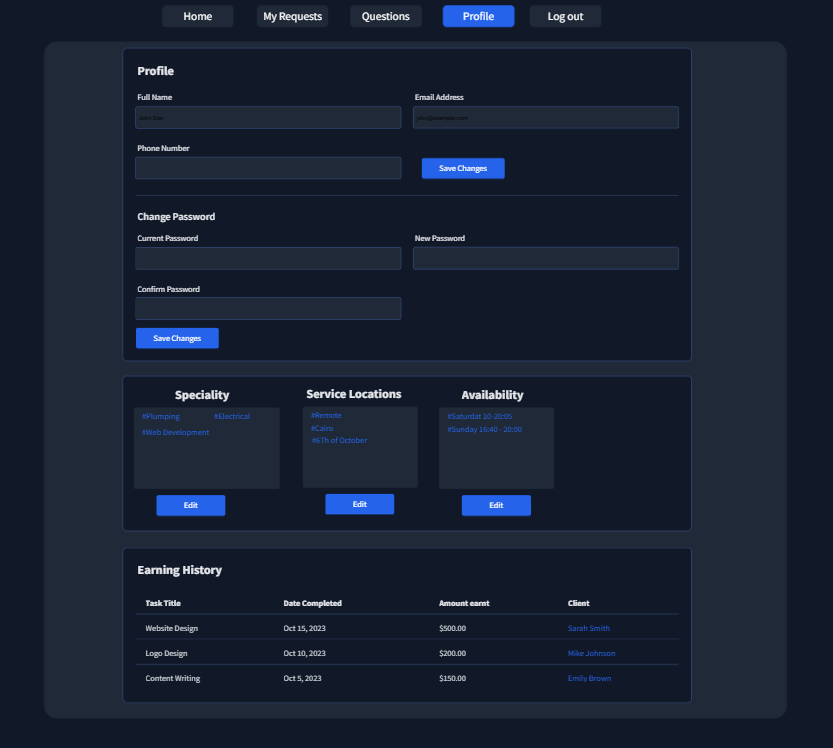 Home My Requests Questions Profile Log out
Profile
Full Name Email Address
John Doe john@example.com
Phone Number
Save Changes
Change Password
Current Password New Password
Confirm Password
Save Changes
Speciality Service Locations Availability
#Plumping #Electrical #Remote #Saturdat 10-20:05
#Web Development #Cairo #Sunday 16:40 - 20:00
#6Th of October
Edit Edit Edit
Earning History
Task Title Date Completed Amount earnt Client
Website Design Oct 15, 2023 $500.00 Sarah Smith
Logo Design Oct 10, 2023 $200.00 Mike Johnson
Content Writing Oct 5, 2023 $150.00 Emily Brown